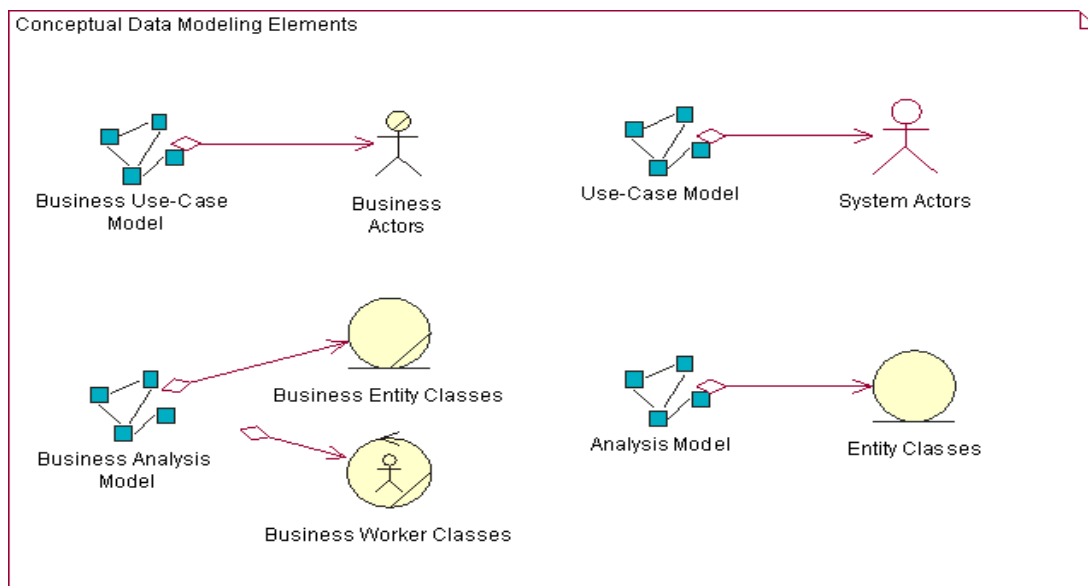 Conceptual Data Modeling Elements
Business Use-Case
Model
Business
Actors
Use-Case Model
System Actors
Business Entity Classes
Business Analysis
Model
Business Worker Classes
Analysis Model
Entity Classes